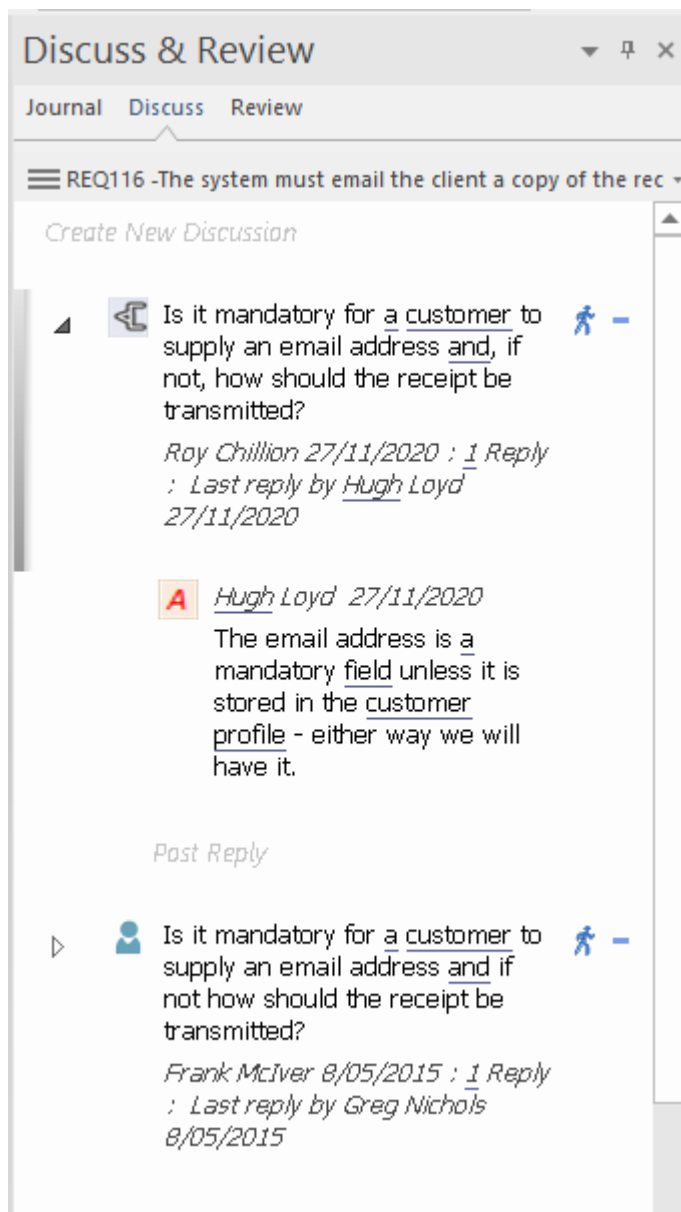 Discuss & Review
Journal Discuss Review
REQ116 -The system must email the client a copy of the rec
Create New Discussion
Is it mandatory for a customer to
supply an email address and, if
not, how should the receipt be
transmitted?
Roy Chillion 27/11/2020 : 1 Reply
: Last reply by Hugh Loyd
27/11/2020
A Hugh Loyd 27/11/2020
The email address is a
mandatory field unless it is
stored in the customer
profile - either way we will
have it.
Post Reply
Is it mandatory for a customer to
supply an email address and if
not how should the receipt be
transmitted?
Frank McIver 8/05/2015 : 1 Reply
: Last reply by Greg Nichols
8/05/2015